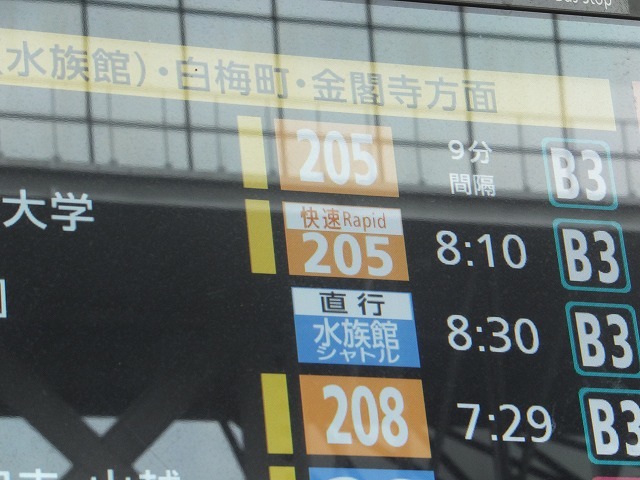 水族館)・白梅町・金閣寺方面
205 9分間隔 B3
大学 快速Rapid 205 8:10 B3
直行 水族館シャトル 8:30 B3
208 7:29 B3